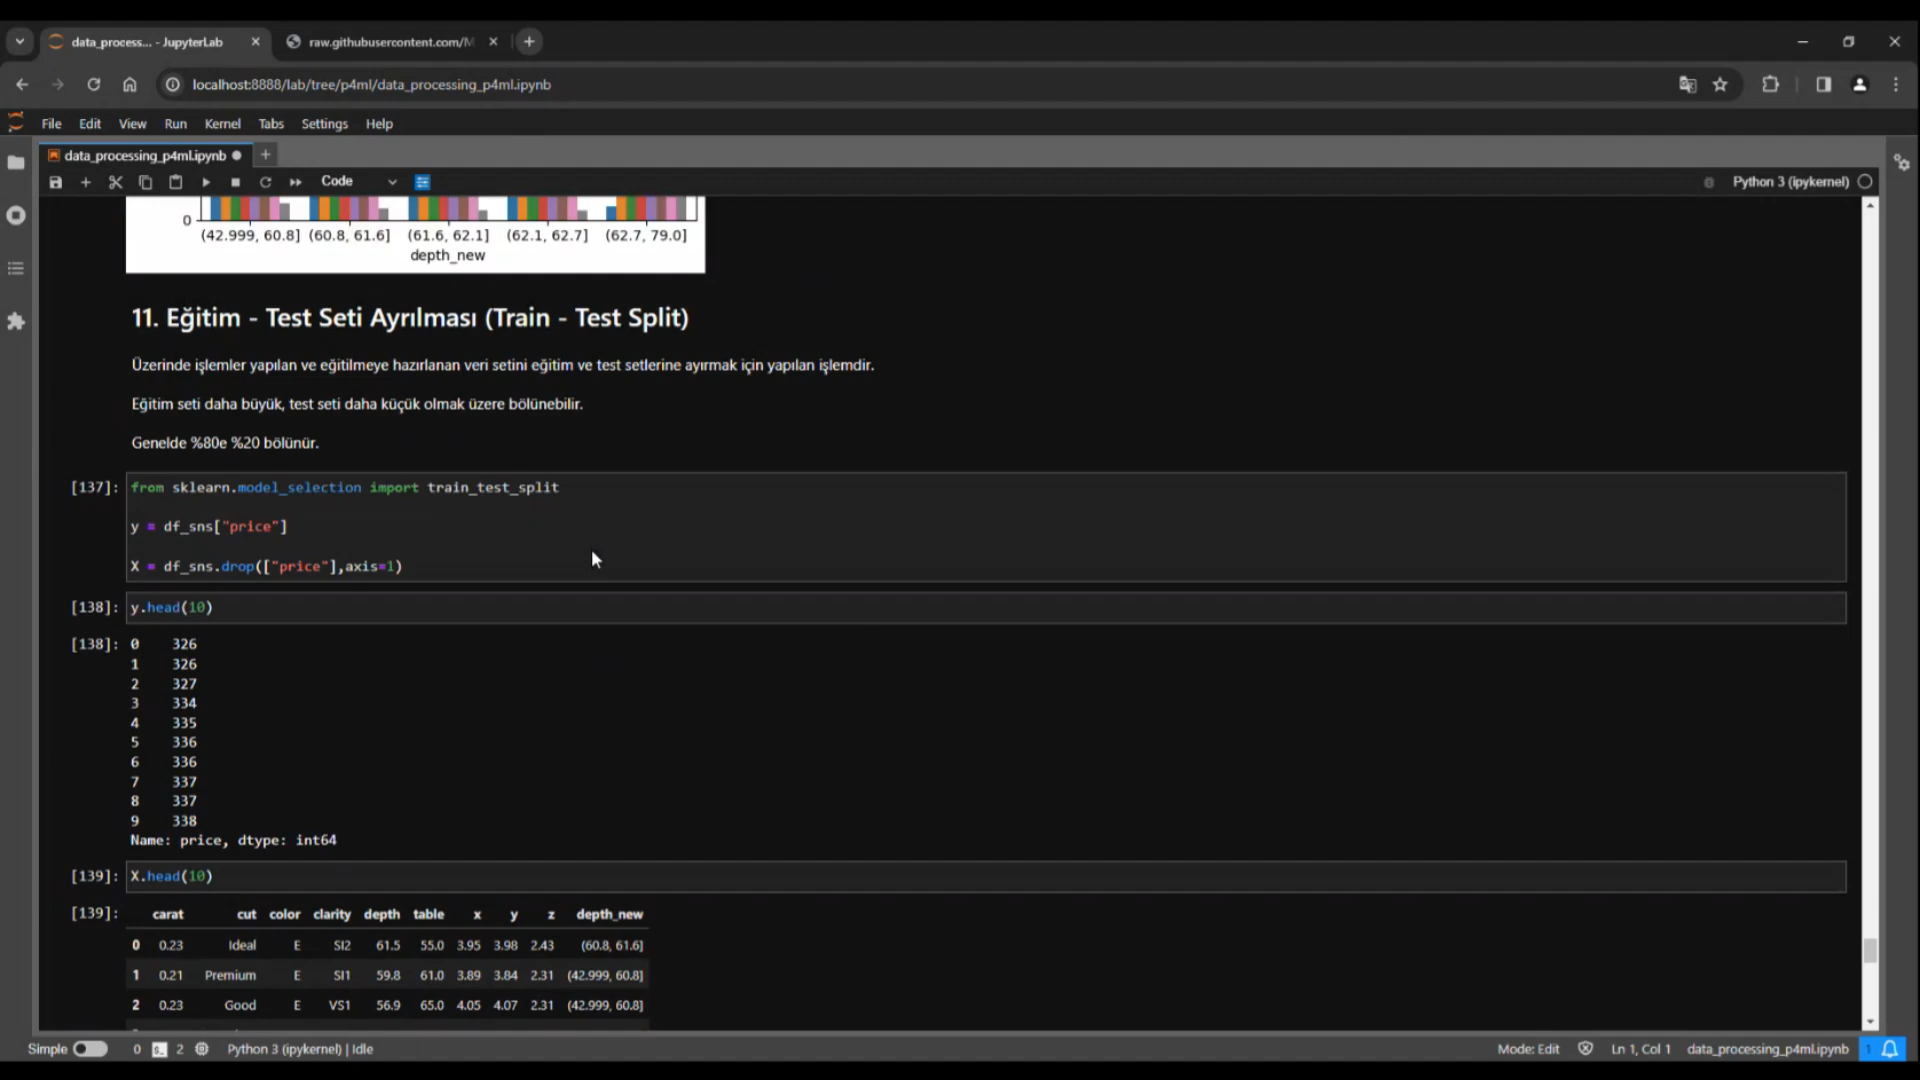 data_process... - JupyterLab
raw.githubusercontent.com/M
localhost:8888/lab/tree/p4ml/data_processing_p4ml.ipynb
File Edit View Run Kernel Tabs Settings Help
data_processing_p4ml.ipynb
Code
Python 3 (ipykernel)
0
(42.999, 60.8] (60.8, 61.6] (61.6, 62.1] (62.1, 62.7] (62.7, 79.0]
depth_new
11. Eğitim - Test Seti Ayrılması (Train - Test Split)
Üzerinde işlemler yapılan ve eğitilmeye hazırlanan veri setini eğitim ve test setlerine ayırmak için yapılan işlemdir.
Eğitim seti daha büyük, test seti daha küçük olmak üzere bölünebilir.
Genelde %80e %20 bölünür.
[137]: from sklearn.model_selection import train_test_split
y = df_sns["price"]
X = df_sns.drop(["price"],axis=1)
[138]: y.head(10)
[138]: 0 326
1 326
2 327
3 334
4 335
5 336
6 336
7 337
8 337
9 338
Name: price, dtype: int64
[139]: X.head(10)
[139]: carat cut color clarity depth table x y z depth_new
0 0.23 Ideal E SI2 61.5 55.0 3.95 3.98 2.43 (60.8, 61.6]
1 0.21 Premium E SI1 59.8 61.0 3.89 3.84 2.31 (42.999, 60.8]
2 0.23 Good E VS1 56.9 65.0 4.05 4.07 2.31 (42.999, 60.8]
Simple 0 2 Python 3 (ipykernel) | Idle Mode: Edit Ln 1, Col 1 data_processing_p4ml.ipynb 1